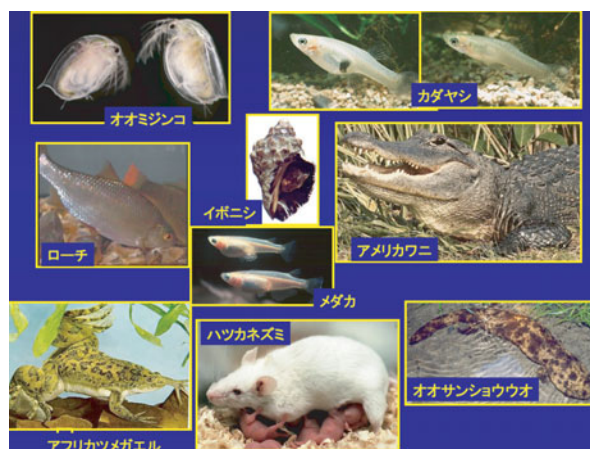 オオミジンコ
カダヤシ
イボニシ
ローチ
アメリカワニ
メダカ
ハツカネズミ
オオサンショウウオ
アフリカツメガエル